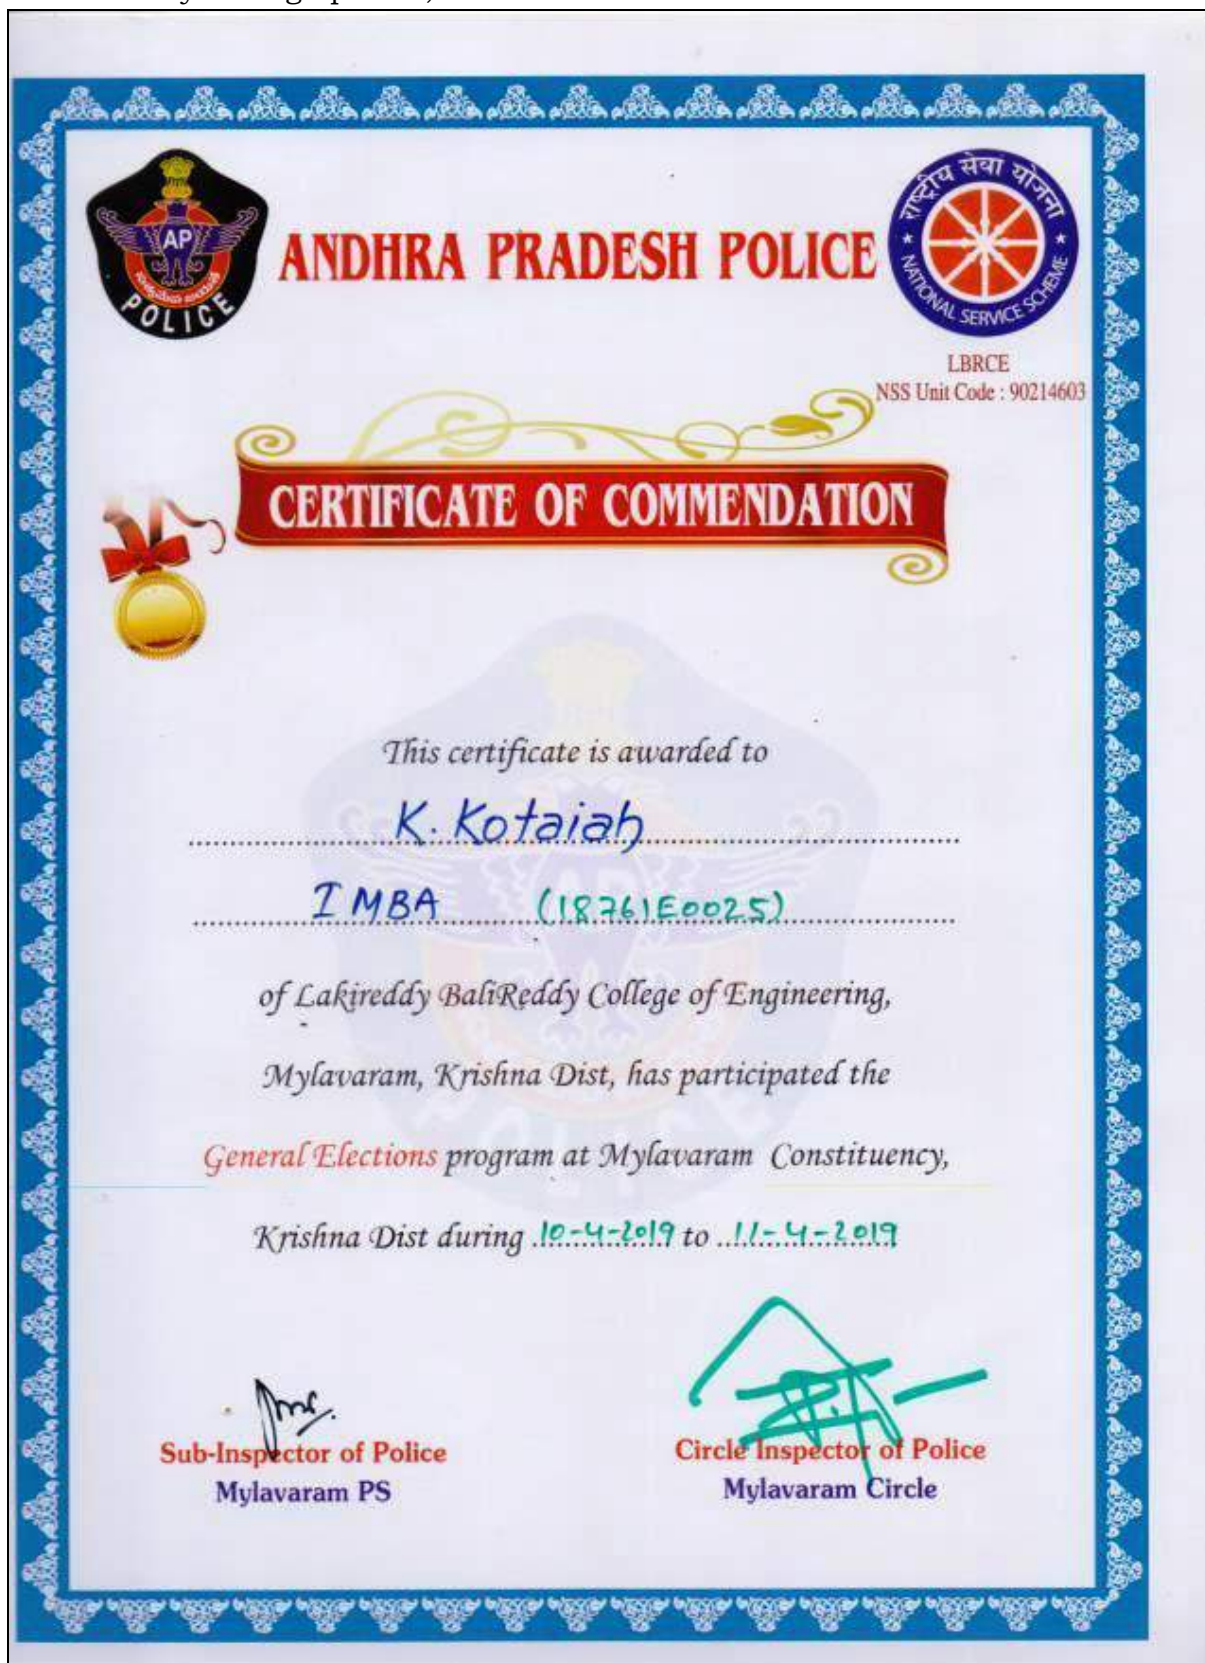 AP
POLICE
ANDHRA PRADESH POLICE
राष्ट्रीय सेवा योजना
NATIONAL SERVICE SCHEME
LBRCE
NSS Unit Code : 90214603
CERTIFICATE OF COMMENDATION
This certificate is awarded to
K. Kotaiah
I MBA (18761E0025)
of Lakireddy BaliReddy College of Engineering,
Mylavaram, Krishna Dist, has participated the
General Elections program at Mylavaram Constituency,
Krishna Dist during 10-4-2019 to 11-4-2019
Sub-Inspector of Police
Mylavaram PS
Circle Inspector of Police
Mylavaram Circle